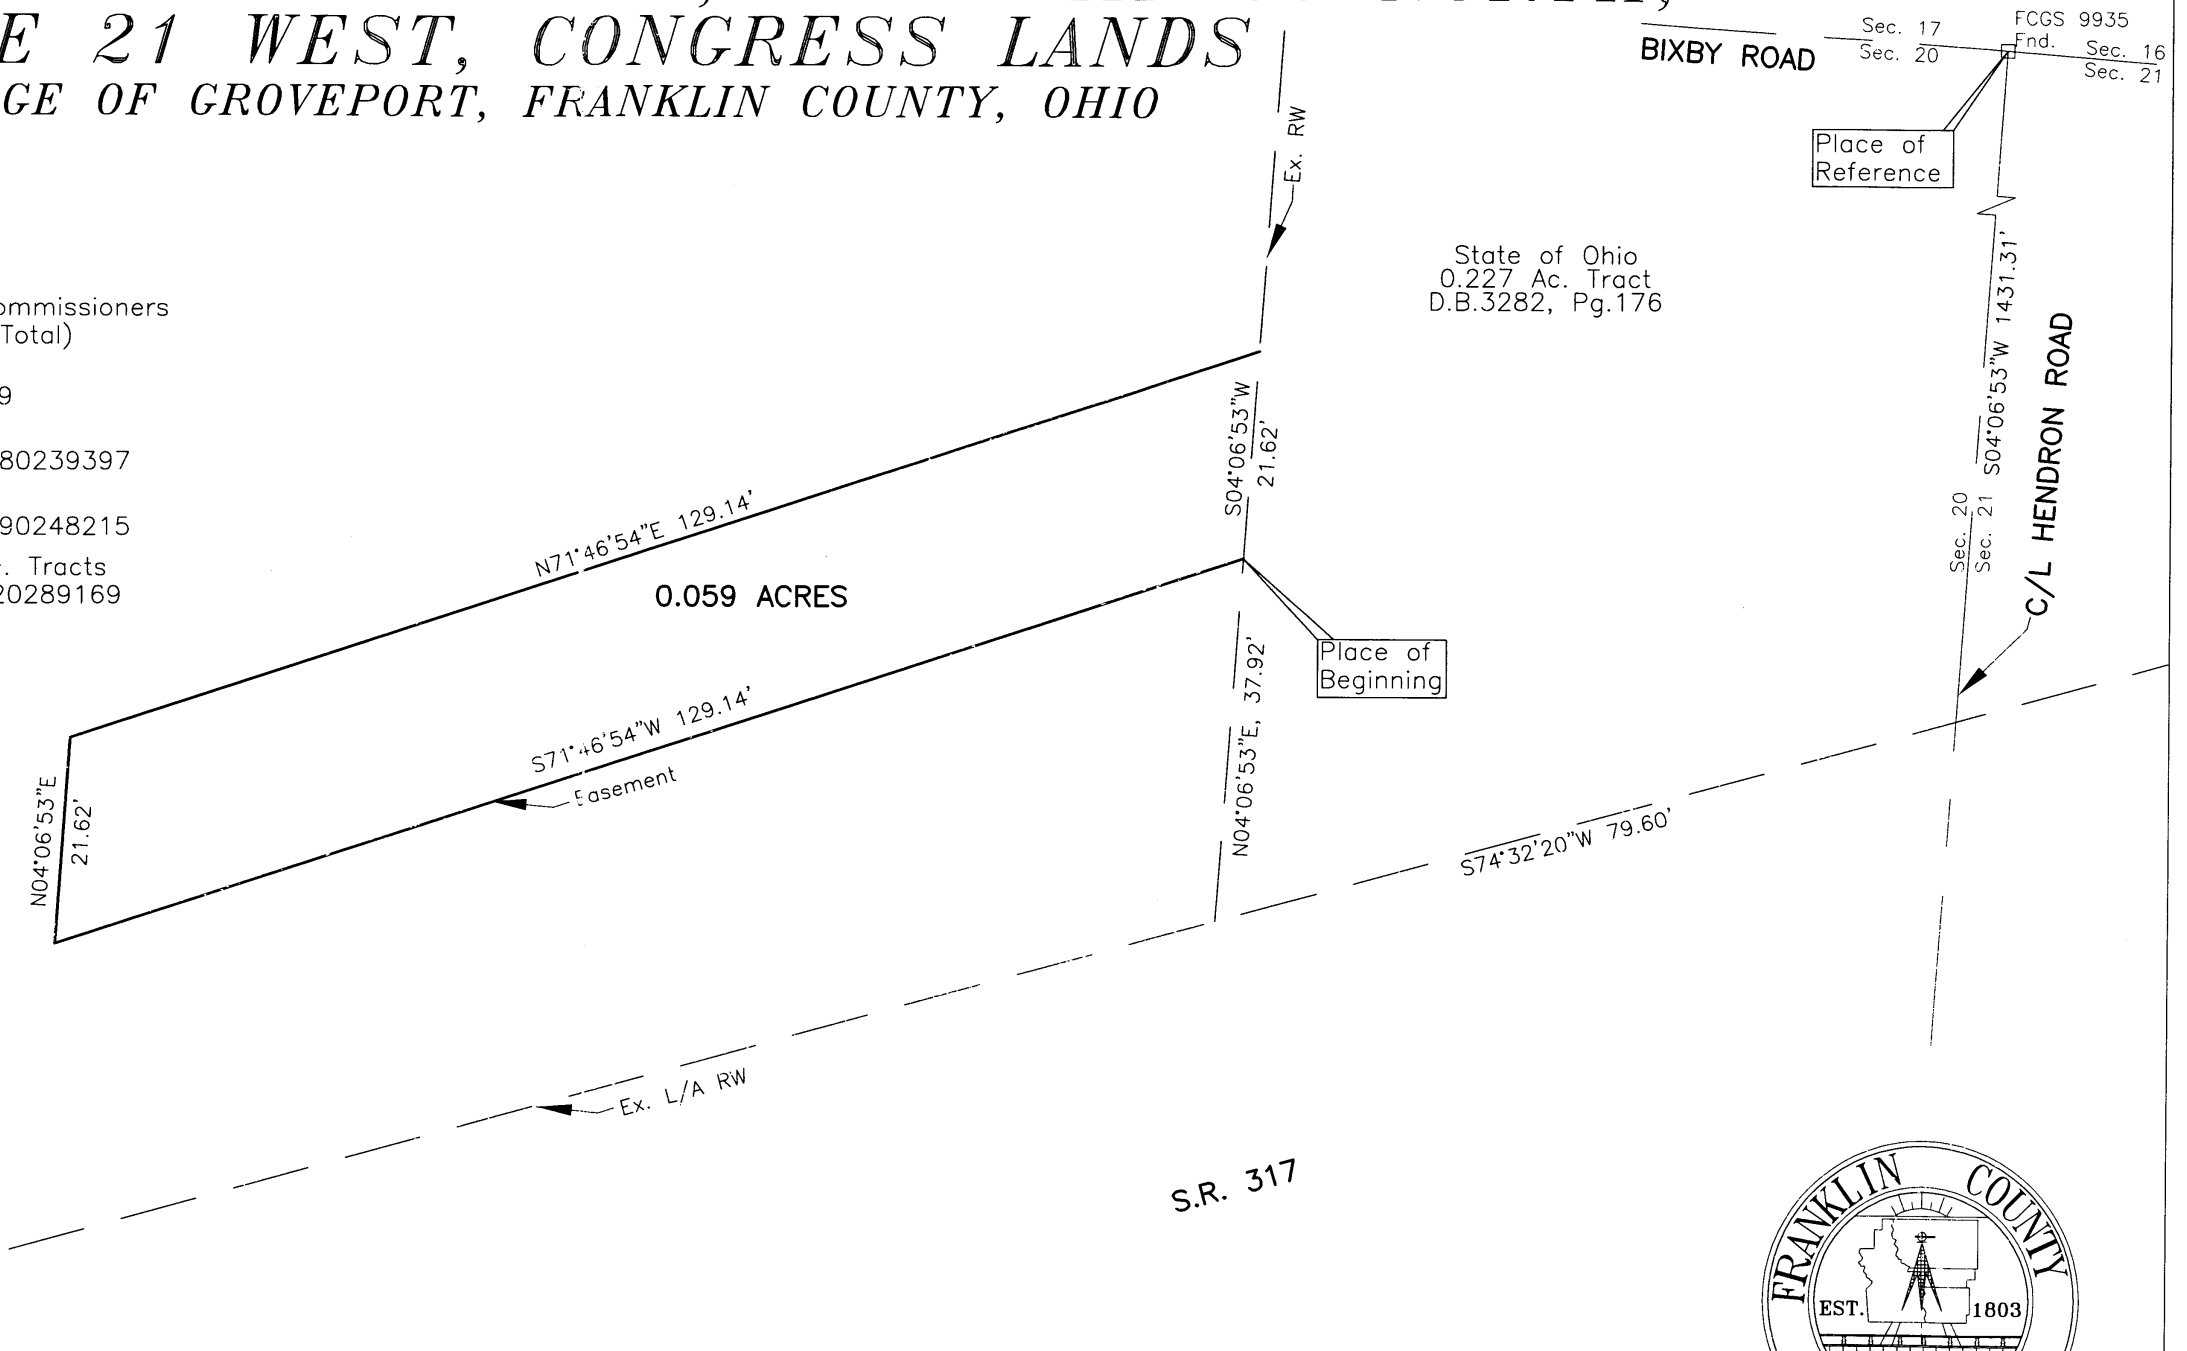 E 21 WEST, CONGRESS LANDS
GE OF GROVEPORT, FRANKLIN COUNTY, OHIO
BIXBY ROAD
Sec. 17
Sec. 20
FCGS 9935
Fnd.
Sec. 16
Sec. 21
Place of
Reference
Ex. RW
State of Ohio
0.227 Ac. Tract
D.B.3282, Pg.176
S04°06'53"W 1431.31'
C/L HENDRON ROAD
Sec. 20
Sec. 21
ommissioners
Total)
9
80239397
90248215
. Tracts
20289169
S04°06'53"W
21.62'
N71°46'54"E 129.14'
0.059 ACRES
Place of
Beginning
S71°46'54"W 129.14'
Easement
N04°06'53"E
21.62'
N04°06'53"E, 37.92'
S74°32'20"W 79.60'
Ex. L/A RW
S.R. 317
FRANKLIN COUNTY
EST. 1803